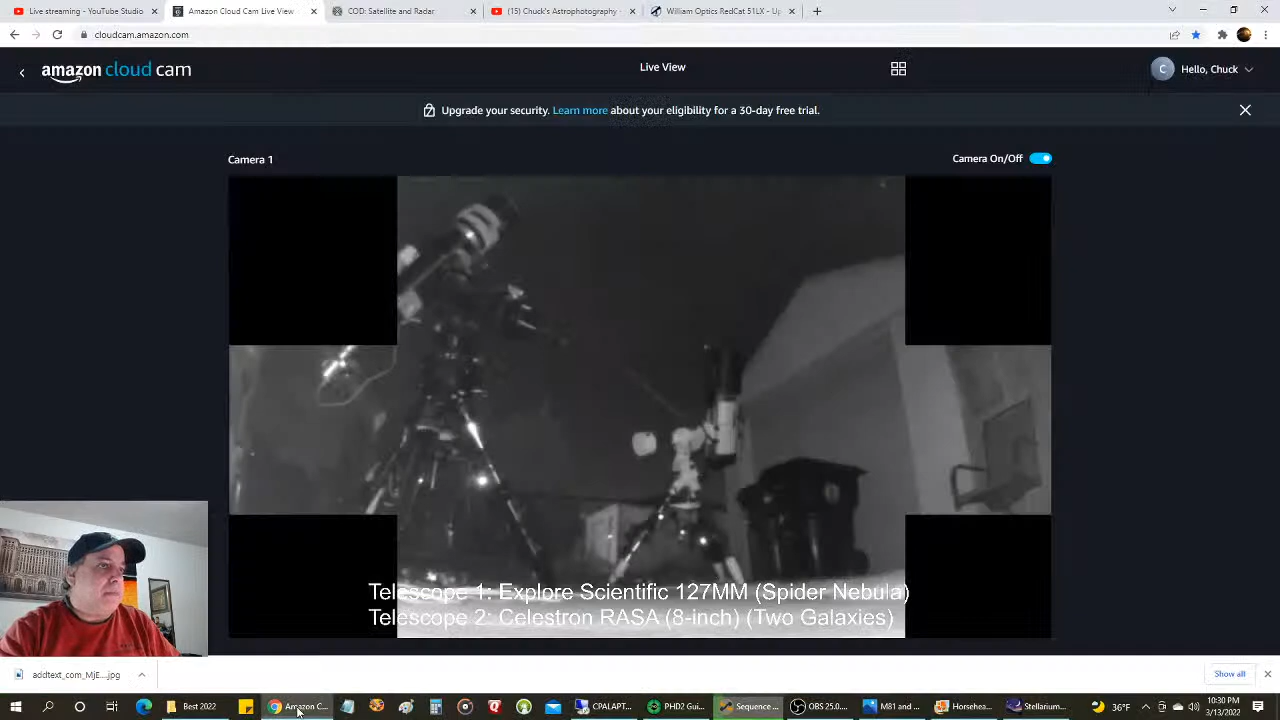 Live streaming - YouTube Studio
Amazon Cloud Cam Live View
COD: Satellite and Radar
(15) Chuck's Astrophotography -
William Optics RedCat 51LX - Up
cloudcam.amazon.com
amazon cloud cam
Live View
C Hello, Chuck
Upgrade your security. Learn more about your eligibility for a 30-day free trial.
Camera 1
Camera On/Off
Telescope 1: Explore Scientific 127MM (Spider Nebula)
Telescope 2: Celestron RASA (8-inch) (Two Galaxies)
addtext_com_MjE....jpg
Show all
Best 2022
Amazon C...
CPALAPT...
PHD2 Gui...
Sequence ...
OBS 25.0...
M81 and ...
Horsehea...
Stellarium...
36°F
10:30 PM
3/13/2022